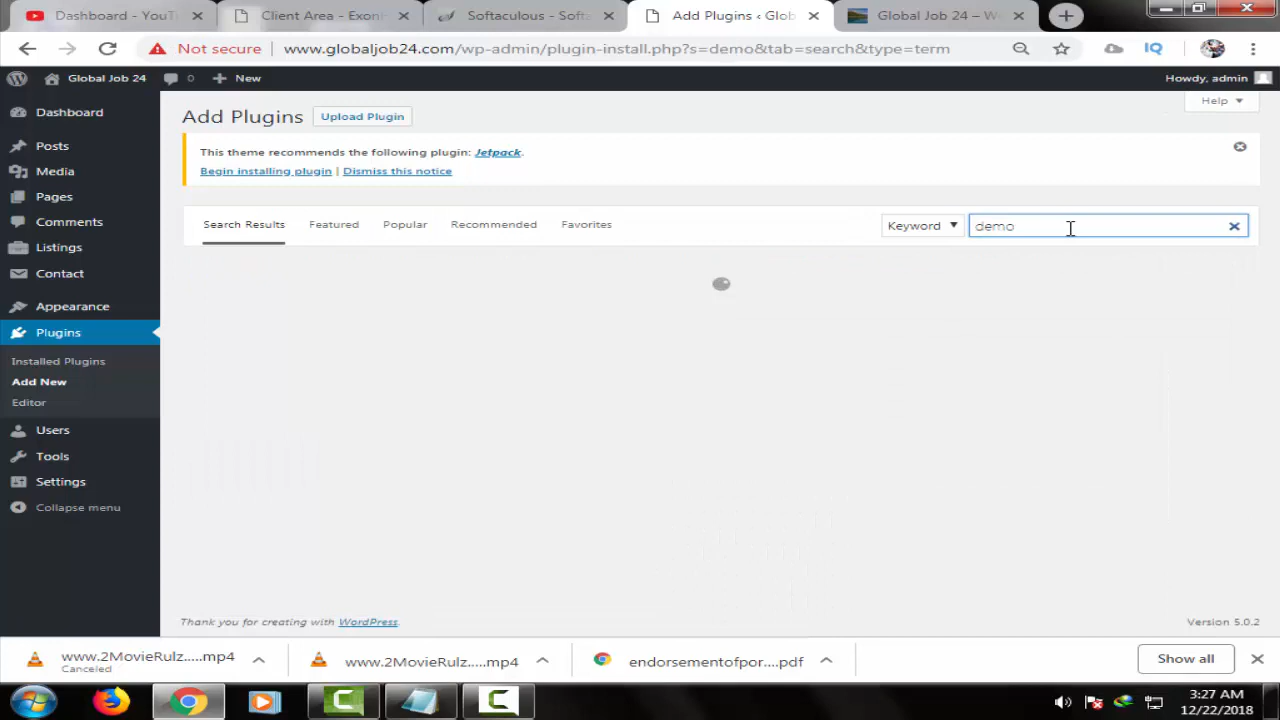 Dashboard - YouT
Client Area - Exonh
Softaculous - Softa
Add Plugins ‹ Glob
Global Job 24 – W
Not secure
www.globaljob24.com/wp-admin/plugin-install.php?s=demo&tab=search&type=term
IQ
Global Job 24
0
New
Howdy, admin
Dashboard
Posts
Media
Pages
Comments
Listings
Contact
Appearance
Plugins
Installed Plugins
Add New
Editor
Users
Tools
Settings
Collapse menu
Add Plugins
Upload Plugin
Help
This theme recommends the following plugin: Jetpack.
Begin installing plugin | Dismiss this notice
Search Results
Featured
Popular
Recommended
Favorites
Keyword
demo
Thank you for creating with WordPress.
Version 5.0.2
www.2MovieRulz.....mp4
Canceled
www.2MovieRulz.....mp4
endorsementofpor....pdf
Show all
3:27 AM
12/22/2018